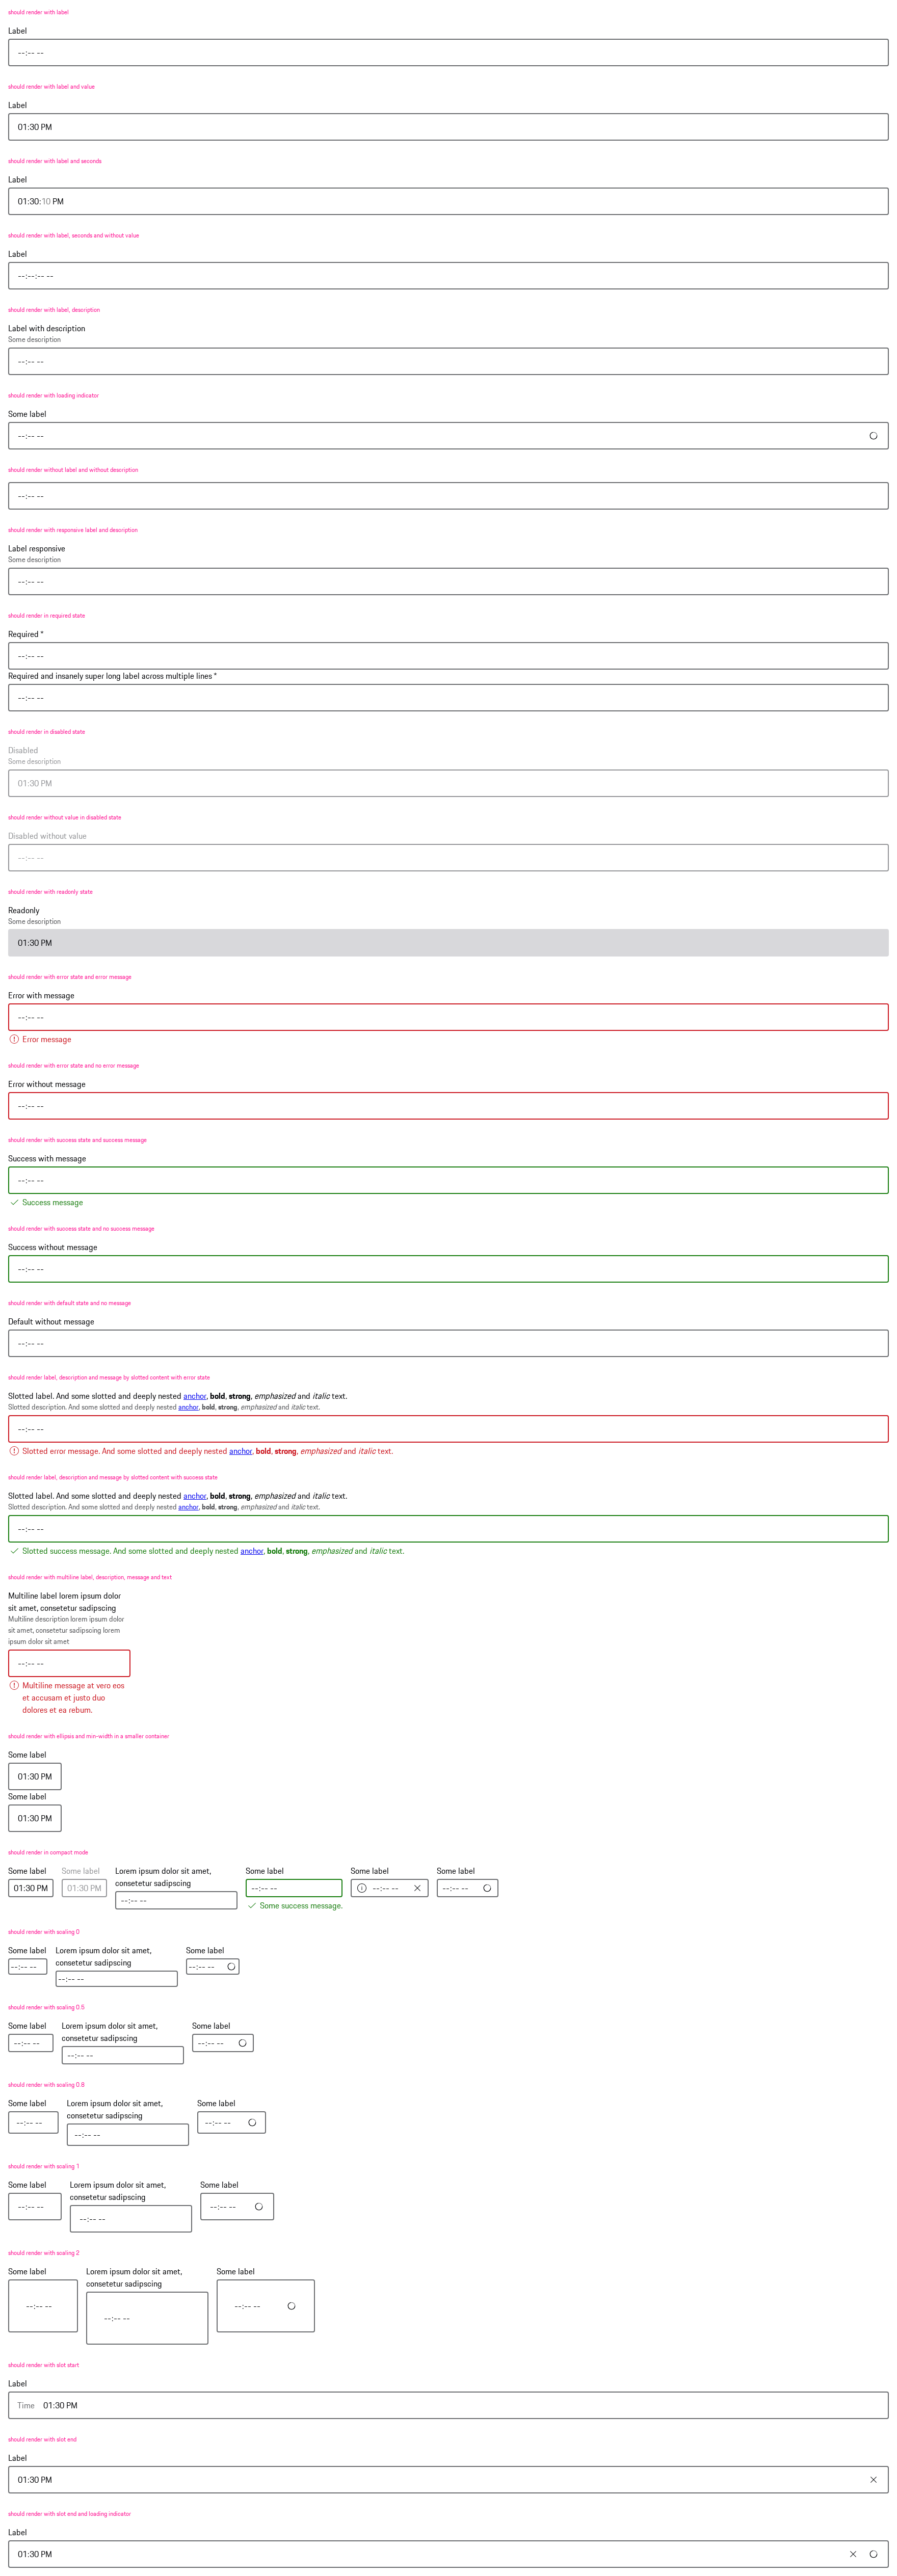 should render with label
Label
--:-- --
should render with label and value
Label
01:30 PM
should render with label and seconds
Label
01:30:10 PM
should render with label, seconds and without value
Label
--:--:-- --
should render with label, description
Label with description
Some description
--:-- --
should render with loading indicator
Some label
--:-- --
should render without label and without description
--:-- --
should render with responsive label and description
Label responsive
Some description
--:-- --
should render in required state
Required *
--:-- --
Required and insanely super long label across multiple lines *
--:-- --
should render in disabled state
Disabled
Some description
01:30 PM
should render without value in disabled state
Disabled without value
--:-- --
should render with readonly state
Readonly
Some description
01:30 PM
should render with error state and error message
Error with message
--:-- --
Error message
should render with error state and no error message
Error without message
--:-- --
should render with success state and success message
Success with message
--:-- --
Success message
should render with success state and no success message
Success without message
--:-- --
should render with default state and no message
Default without message
--:-- --
should render label, description and message by slotted content with error state
Slotted label. And some slotted and deeply nested anchor, bold, strong, emphasized and italic text.
Slotted description. And some slotted and deeply nested anchor, bold, strong, emphasized and italic text.
--:-- --
Slotted error message. And some slotted and deeply nested anchor, bold, strong, emphasized and italic text.
should render label, description and message by slotted content with success state
Slotted label. And some slotted and deeply nested anchor, bold, strong, emphasized and italic text.
Slotted description. And some slotted and deeply nested anchor, bold, strong, emphasized and italic text.
--:-- --
Slotted success message. And some slotted and deeply nested anchor, bold, strong, emphasized and italic text.
should render with multiline label, description, message and text
Multiline label lorem ipsum dolor
sit amet, consetetur sadipscing
Multiline description lorem ipsum dolor
sit amet, consetetur sadipscing lorem
ipsum dolor sit amet
--:-- --
Multiline message at vero eos
et accusam et justo duo
dolores et ea rebum.
should render with ellipsis and min-width in a smaller container
Some label
01:30 PM
Some label
01:30 PM
should render in compact mode
Some label
01:30 PM
Some label
01:30 PM
Lorem ipsum dolor sit amet,
consetetur sadipscing
--:-- --
Some label
--:-- --
Some success message.
Some label
--:-- --
Some label
--:-- --
should render with scaling 0
Some label
--:-- --
Lorem ipsum dolor sit amet,
consetetur sadipscing
--:-- --
Some label
--:-- --
should render with scaling 0.5
Some label
--:-- --
Lorem ipsum dolor sit amet,
consetetur sadipscing
--:-- --
Some label
--:-- --
should render with scaling 0.8
Some label
--:-- --
Lorem ipsum dolor sit amet,
consetetur sadipscing
--:-- --
Some label
--:-- --
should render with scaling 1
Some label
--:-- --
Lorem ipsum dolor sit amet,
consetetur sadipscing
--:-- --
Some label
--:-- --
should render with scaling 2
Some label
--:-- --
Lorem ipsum dolor sit amet,
consetetur sadipscing
--:-- --
Some label
--:-- --
should render with slot start
Label
Time 01:30 PM
should render with slot end
Label
01:30 PM
should render with slot end and loading indicator
Label
01:30 PM